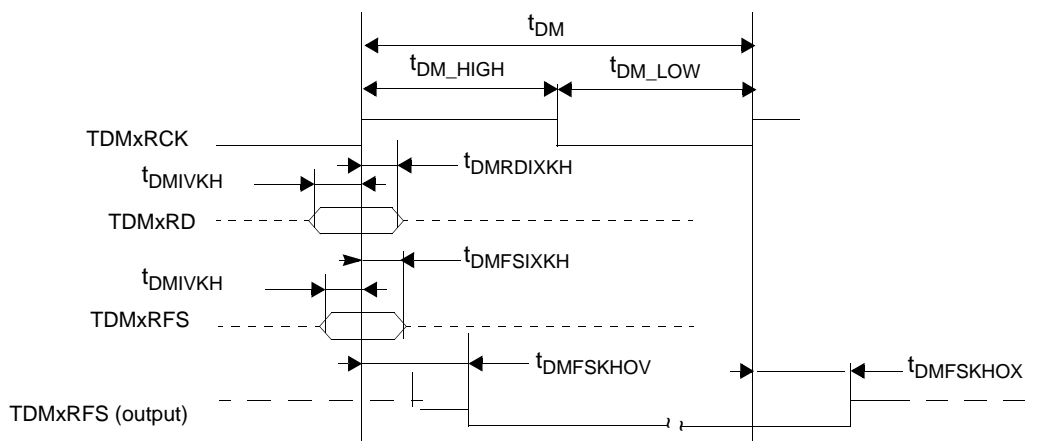 tDM
tDM_HIGH
tDM_LOW
TDMxRCK
tDMRDIXKH
tDMIVKH
TDMxRD
tDMFSIXKH
tDMIVKH
TDMxRFS
tDMFSKHOV
tDMFSKHOX
TDMxRFS (output)